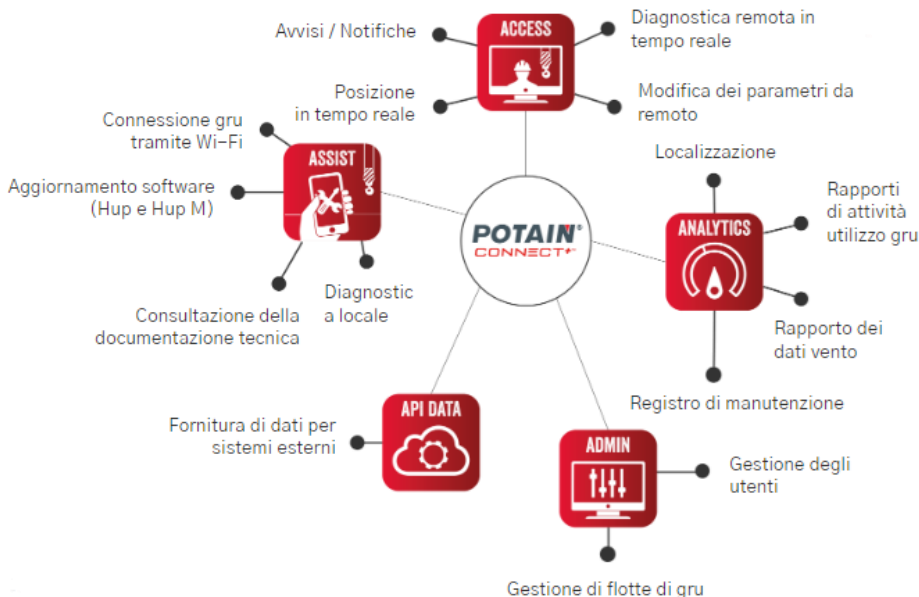 ACCESS
Avvisi / Notifiche
Diagnostica remota in
tempo reale
Posizione
in tempo reale
Modifica dei parametri da
remoto
Connessione gru
tramite Wi-Fi
ASSIST
Aggiornamento software
(Hup e Hup M)
Consultazione della
documentazione tecnica
Diagnostic
a locale
POTAIN®
CONNECT+
Localizzazione
ANALYTICS
Rapporti
di attività
utilizzo gru
Rapporto dei
dati vento
Registro di manutenzione
API DATA
Fornitura di dati per
sistemi esterni
ADMIN
Gestione degli
utenti
Gestione di flotte di gru